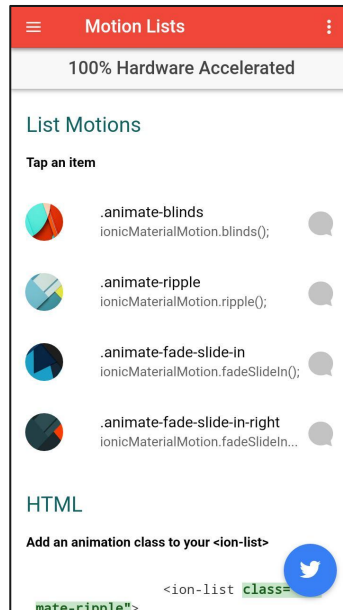 Motion Lists
100% Hardware Accelerated
List Motions
Tap an item
.animate-blinds
ionicMaterialMotion.blinds();
.animate-ripple
ionicMaterialMotion.ripple();
.animate-fade-slide-in
ionicMaterialMotion.fadeSlideIn();
.animate-fade-slide-in-right
ionicMaterialMotion.fadeSlideIn...
HTML
Add an animation class to your <ion-list>
<ion-list class=
mate-ripple">